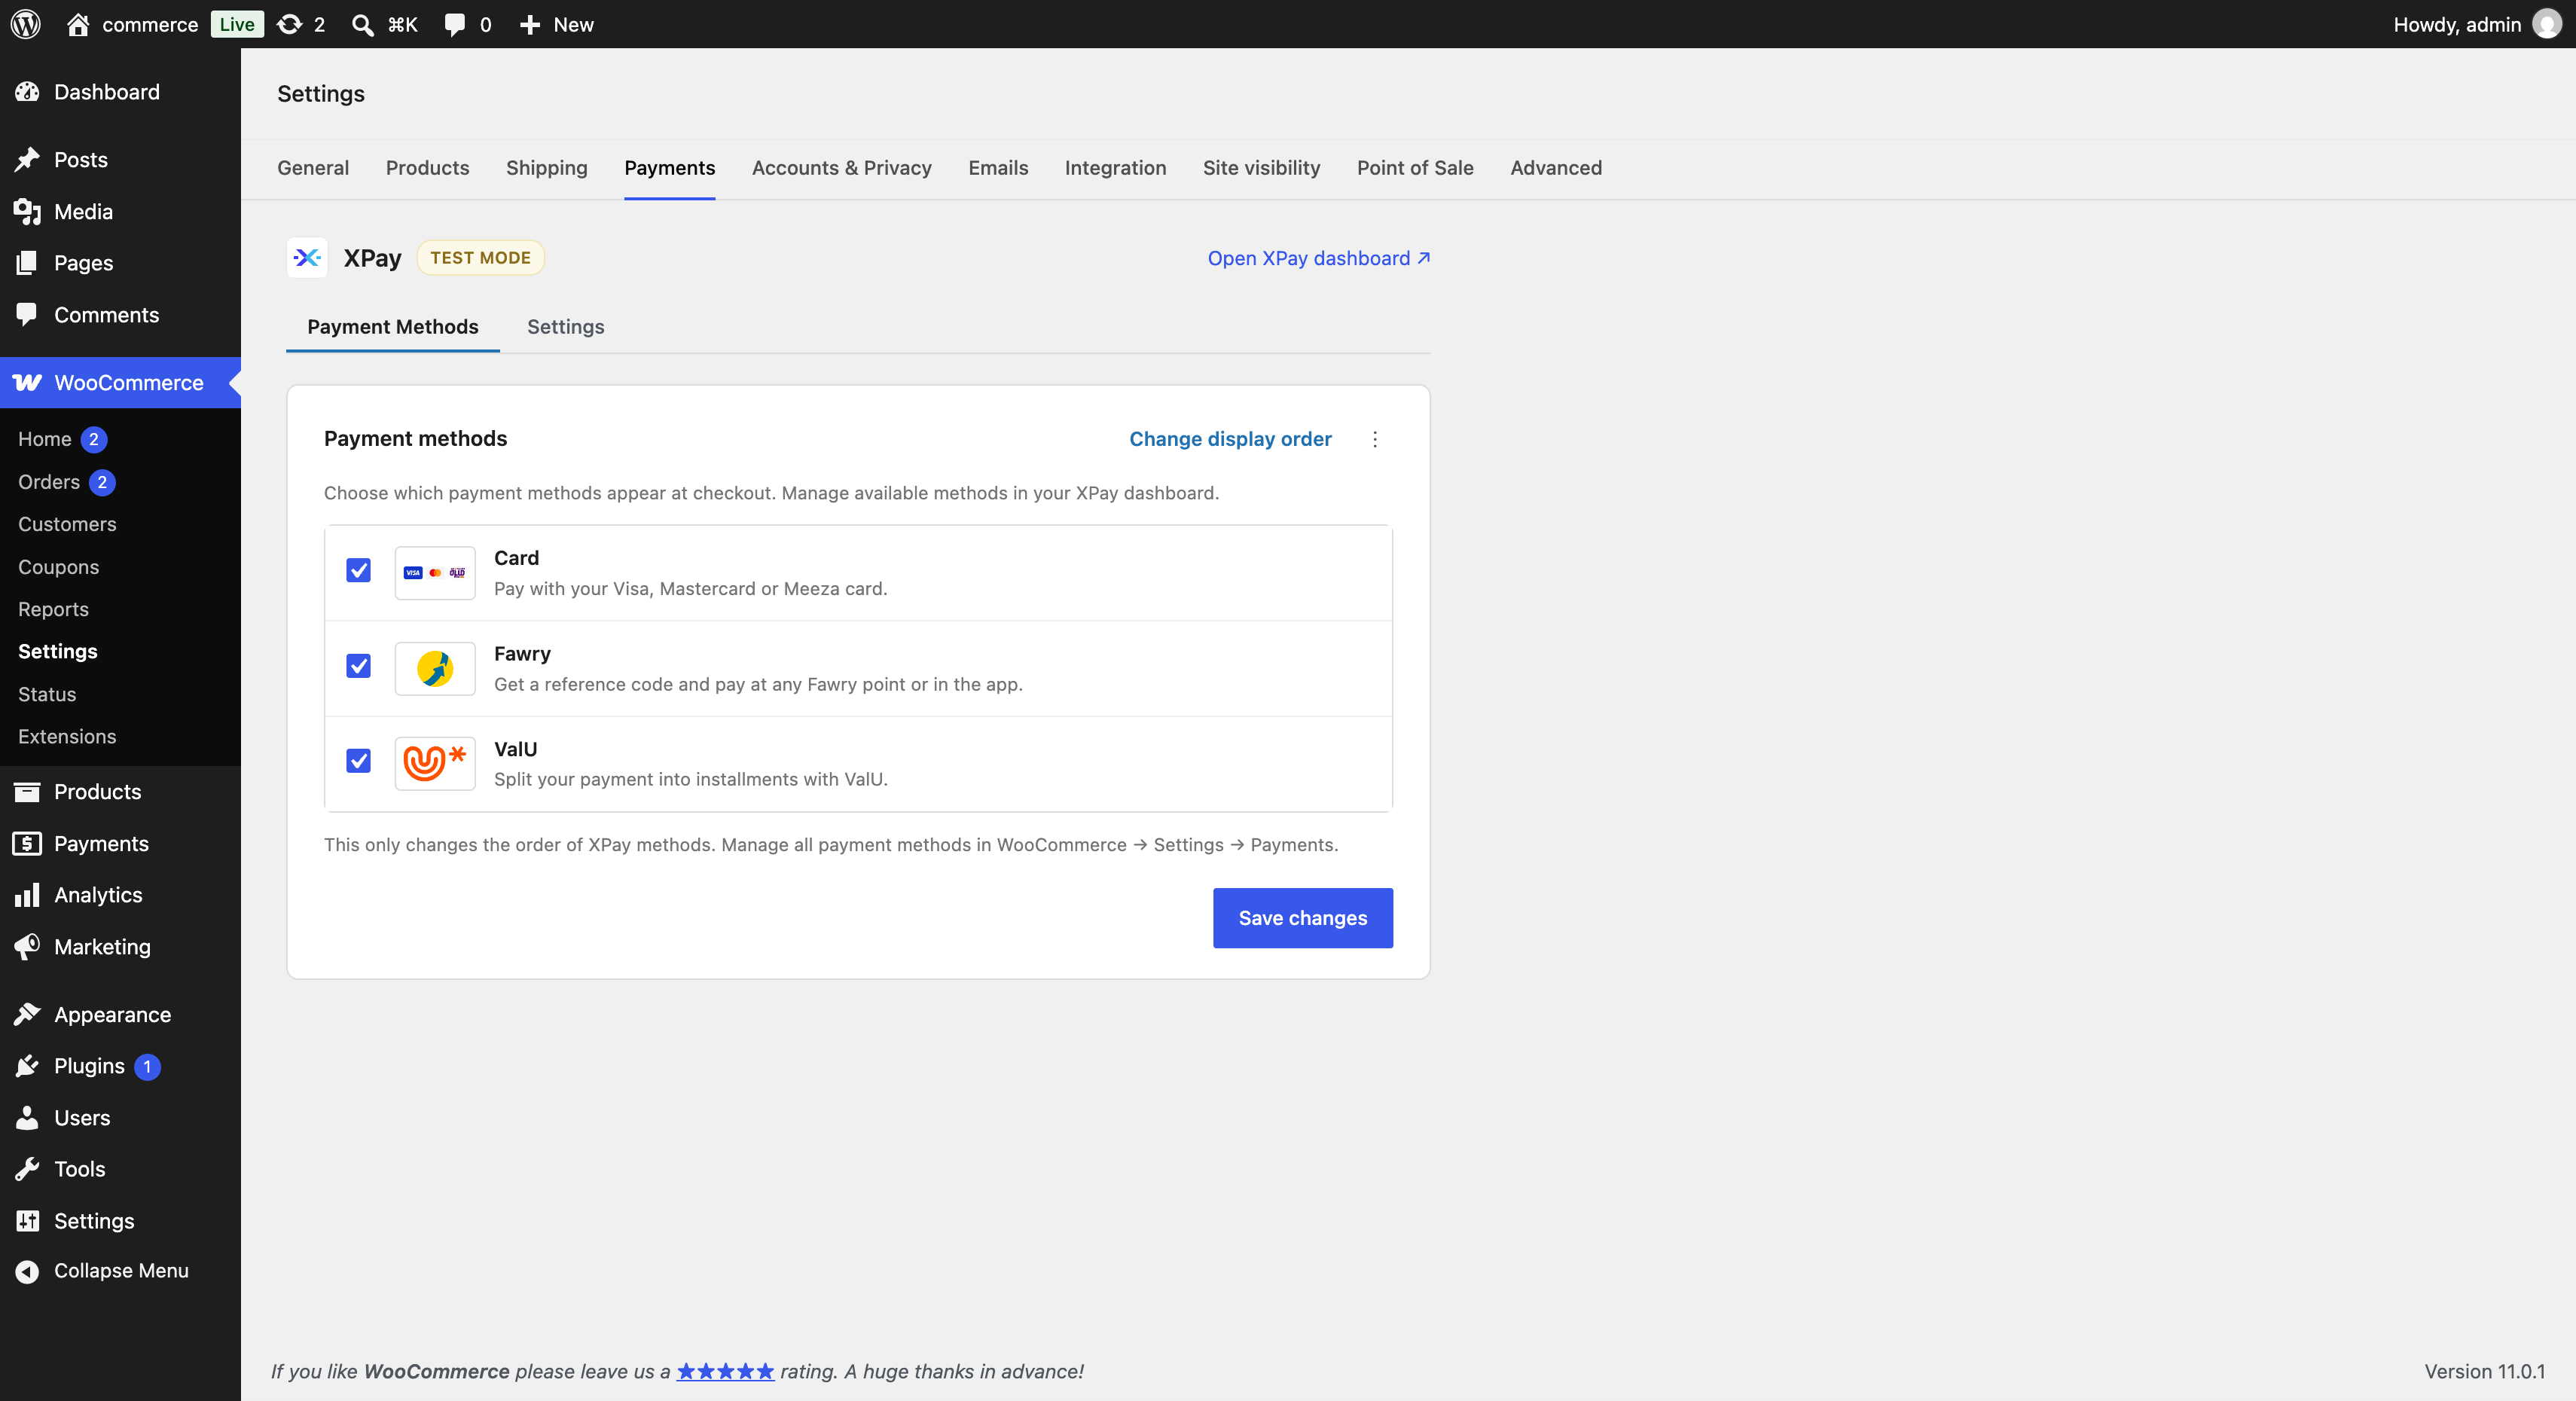 commerce Live 2 ⌘K 0 New Howdy, admin
Dashboard
Posts
Media
Pages
Comments
WooCommerce
Home 2
Orders 2
Customers
Coupons
Reports
Settings
Status
Extensions
Products
Payments
Analytics
Marketing
Appearance
Plugins 1
Users
Tools
Settings
Collapse Menu
Settings
General Products Shipping Payments Accounts & Privacy Emails Integration Site visibility Point of Sale Advanced
XPay TEST MODE Open XPay dashboard ↗
Payment Methods Settings
Payment methods Change display order ⋮
Choose which payment methods appear at checkout. Manage available methods in your XPay dashboard.
VISA
Card
Pay with your Visa, Mastercard or Meeza card.
Fawry
Get a reference code and pay at any Fawry point or in the app.
ValU
Split your payment into installments with ValU.
This only changes the order of XPay methods. Manage all payment methods in WooCommerce → Settings → Payments.
Save changes
If you like WooCommerce please leave us a ★★★★★ rating. A huge thanks in advance! Version 11.0.1